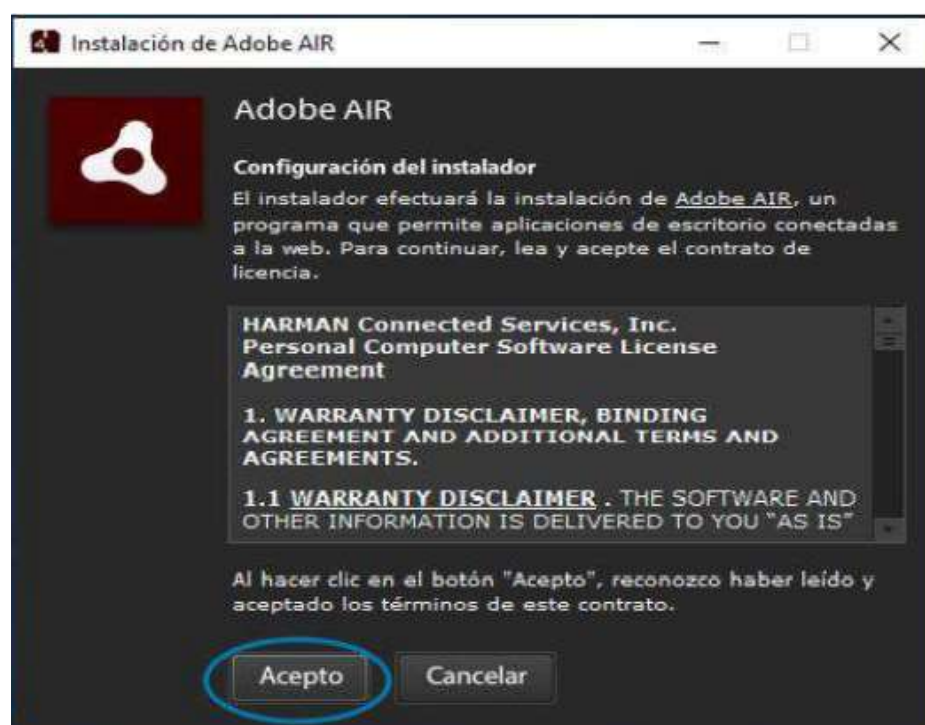 Instalación de Adobe AIR
Adobe AIR
Configuración del instalador
El instalador efectuará la instalación de Adobe AIR, un
programa que permite aplicaciones de escritorio conectadas
a la web. Para continuar, lea y acepte el contrato de
licencia.
HARMAN Connected Services, Inc.
Personal Computer Software License
Agreement
1. WARRANTY DISCLAIMER, BINDING
AGREEMENT AND ADDITIONAL TERMS AND
AGREEMENTS.
1.1 WARRANTY DISCLAIMER . THE SOFTWARE AND
OTHER INFORMATION IS DELIVERED TO YOU “AS IS”
Al hacer clic en el botón "Acepto", reconozco haber leído y
aceptado los términos de este contrato.
Acepto Cancelar